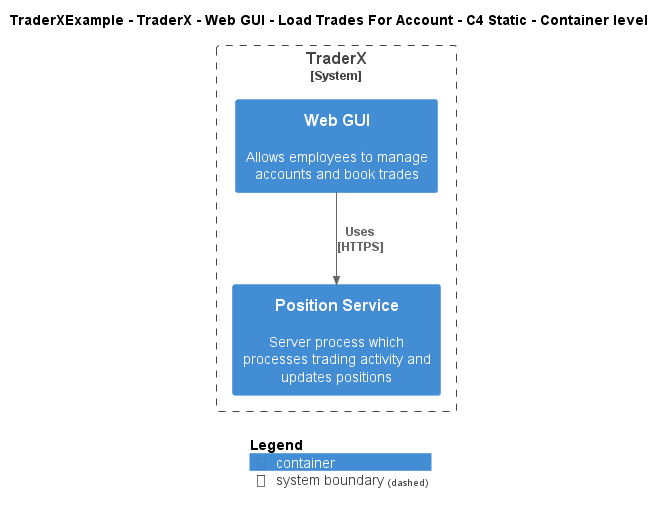 TraderXExample - TraderX - Web GUI - Load Trades For Account - C4 Static - Container level
TraderX
[System]
Web GUI
Allows employees to manage
accounts and book trades
Uses
[HTTPS]
Position Service
Server process which
processes trading activity and
updates positions
Legend
container
system boundary (dashed)